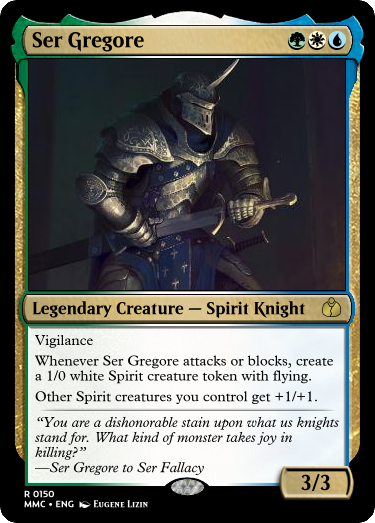 Ser Gregore
Legendary Creature — Spirit Knight
Vigilance
Whenever Ser Gregore attacks or blocks, create
a 1/0 white Spirit creature token with flying.
Other Spirit creatures you control get +1/+1.
“You are a dishonorable stain upon what us knights
stand for. What kind of monster takes joy in
killing?”
—Ser Gregore to Ser Fallacy
3/3
R 0150
MMC • ENG Eugene Lizin